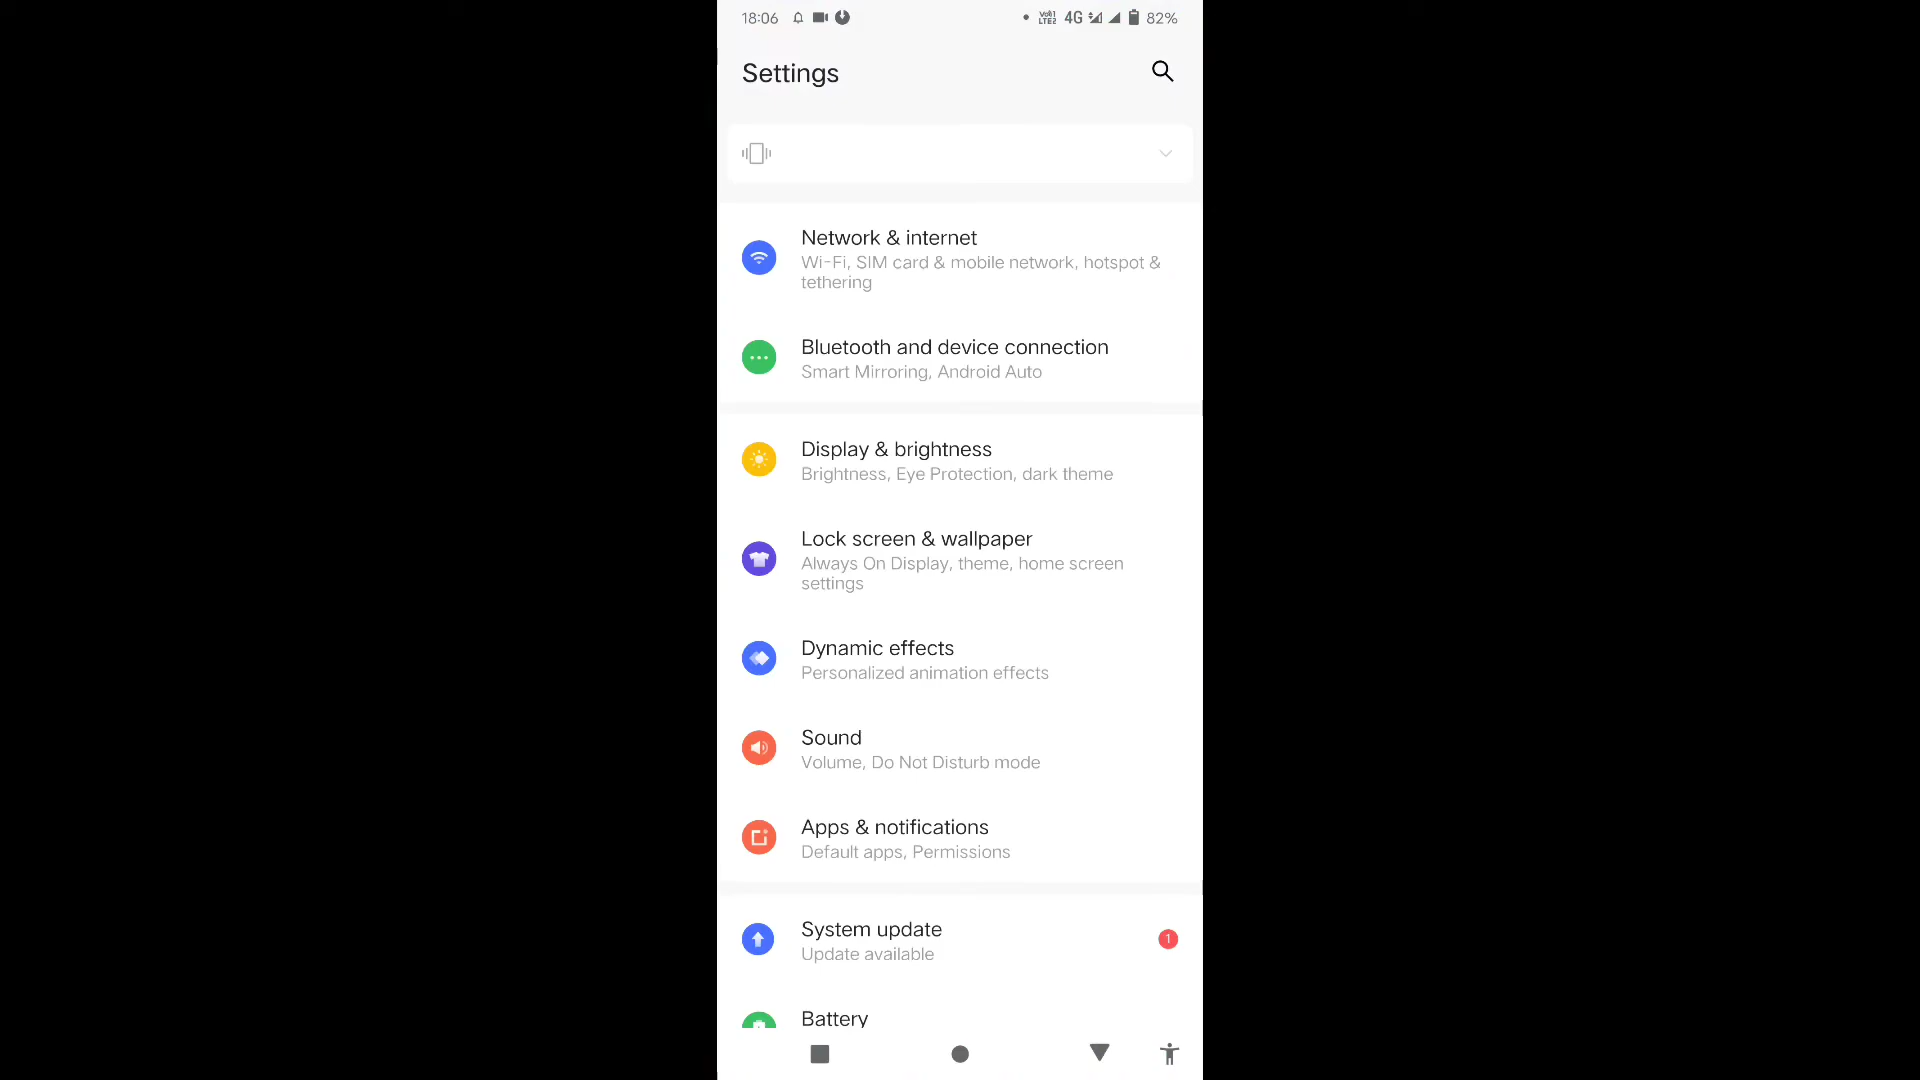 18:06
4G 82%
Settings
Network & internet
Wi-Fi, SIM card & mobile network, hotspot &
tethering
Bluetooth and device connection
Smart Mirroring, Android Auto
Display & brightness
Brightness, Eye Protection, dark theme
Lock screen & wallpaper
Always On Display, theme, home screen
settings
Dynamic effects
Personalized animation effects
Sound
Volume, Do Not Disturb mode
Apps & notifications
Default apps, Permissions
System update
1
Update available
Battery